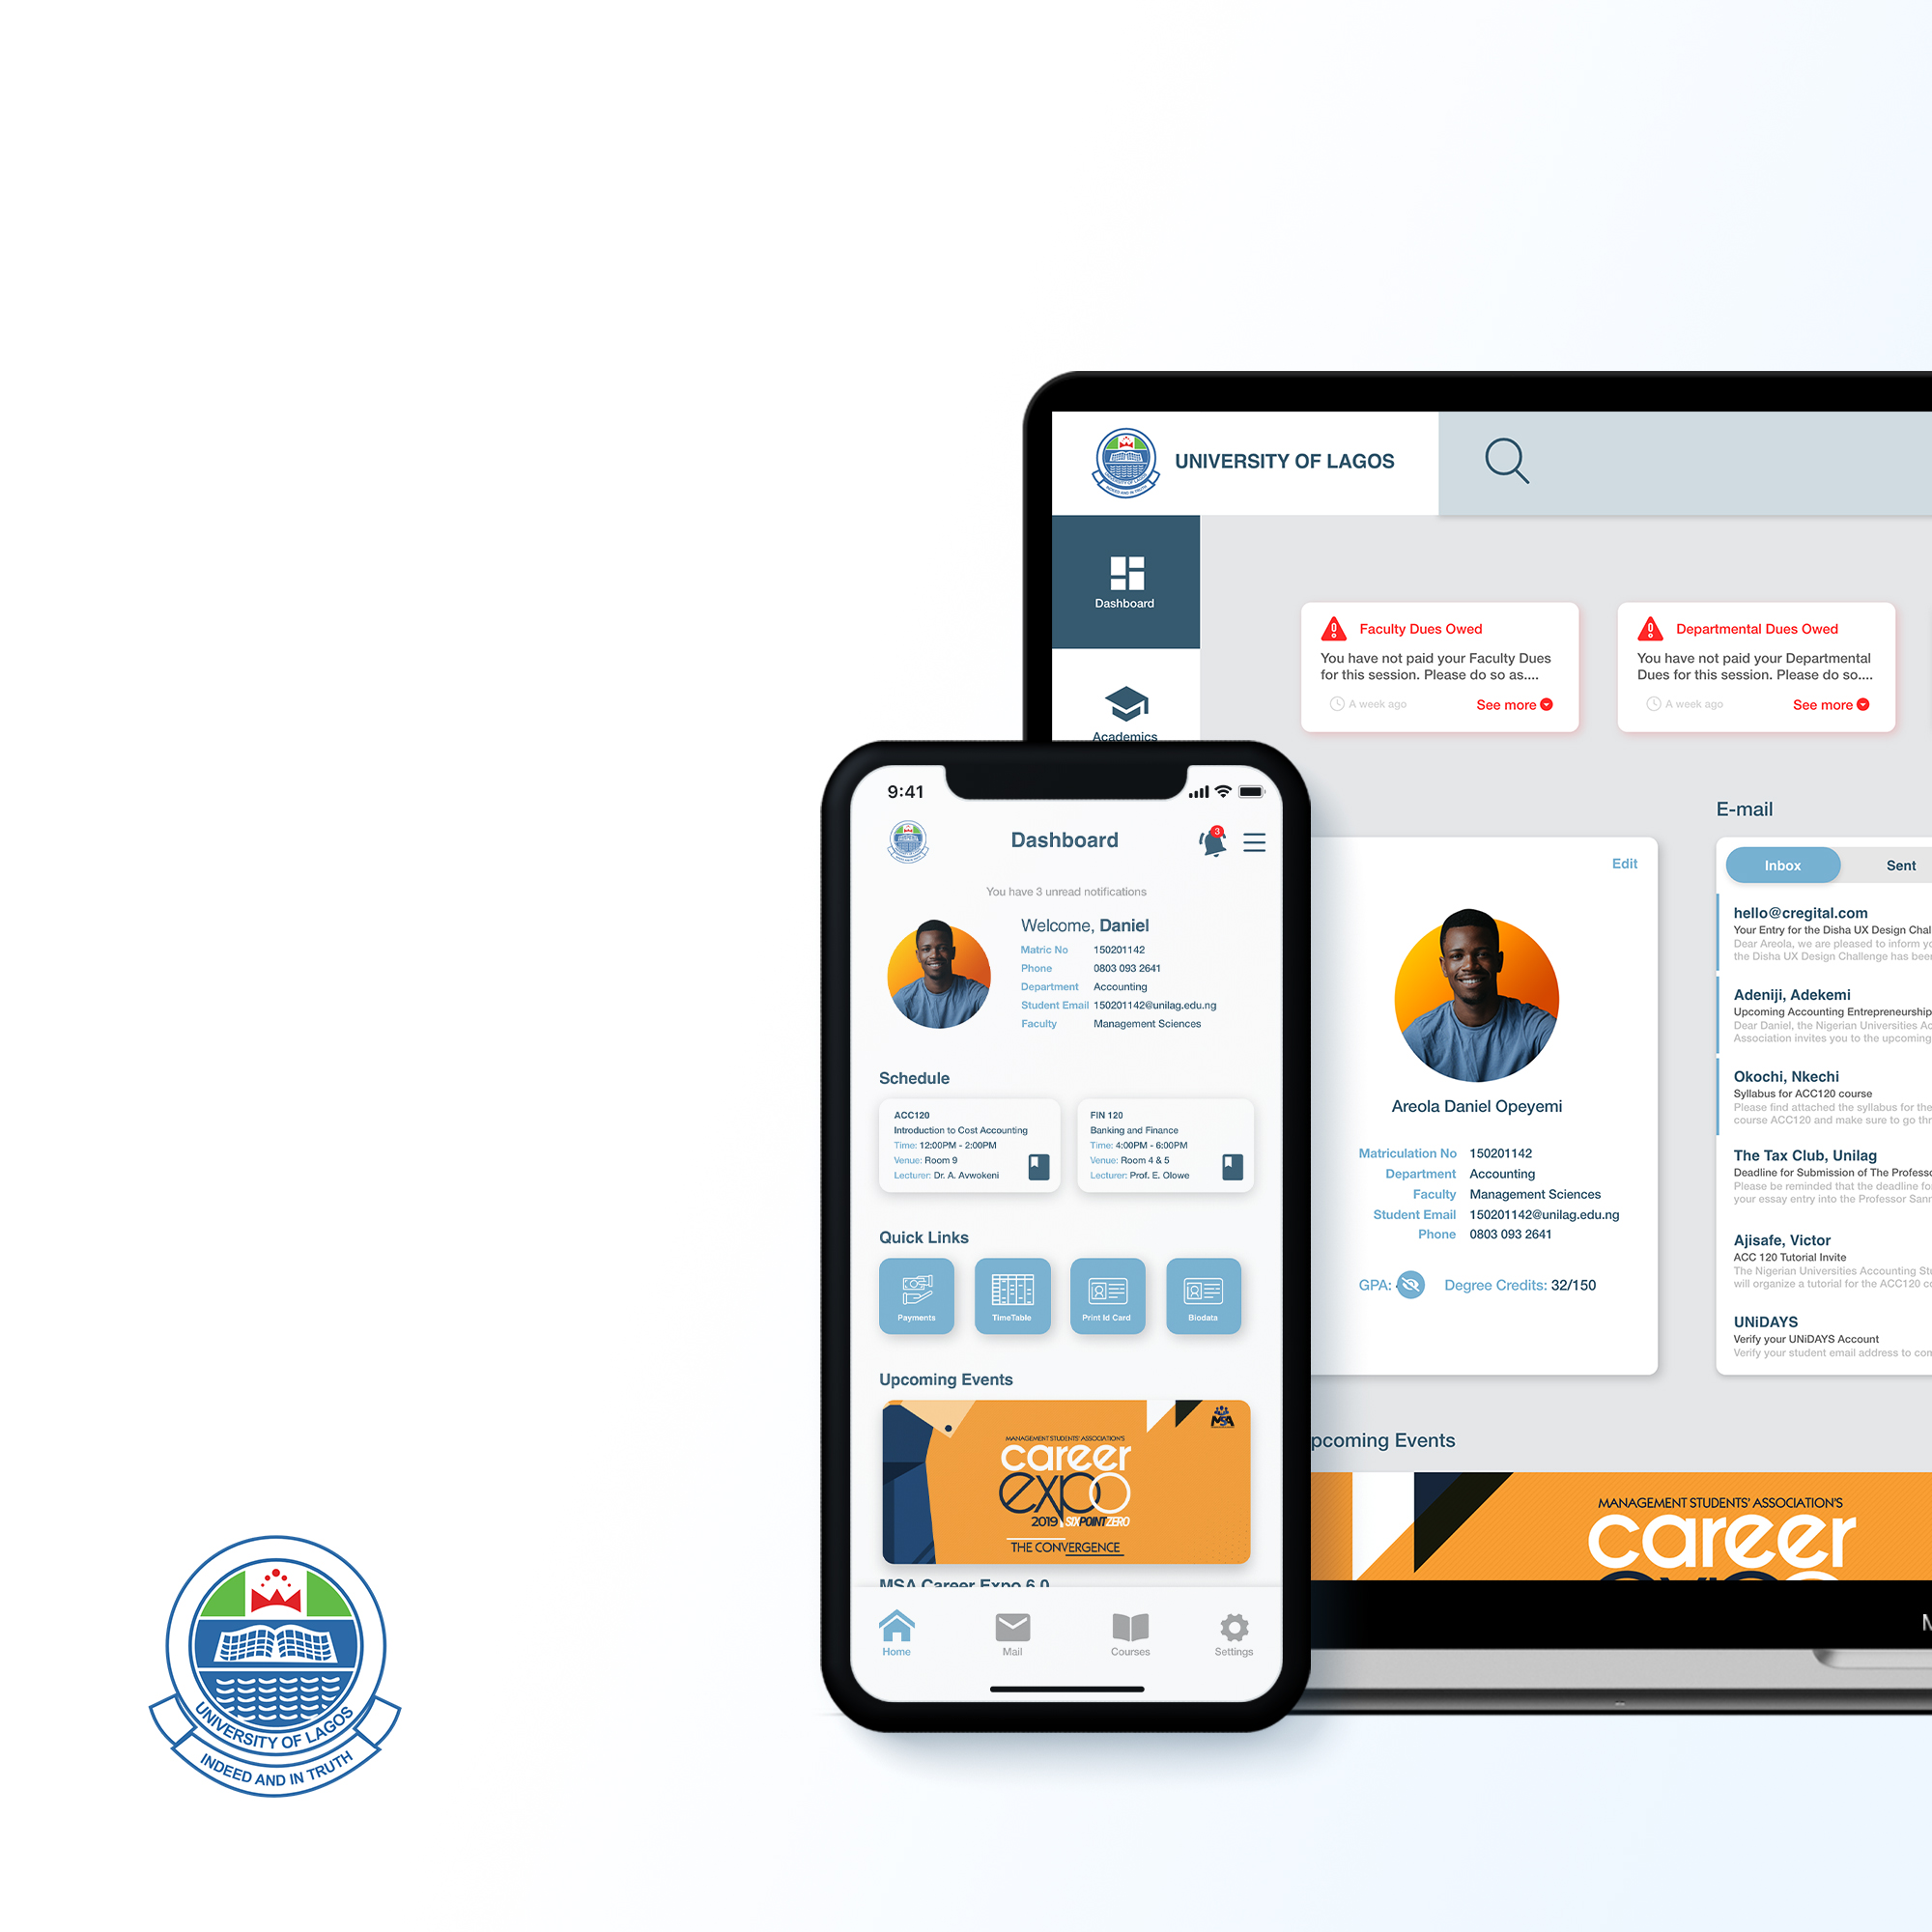 UNIVERSITY OF LAGOS
INDEED AND IN TRUTH
UNIVERSITY OF LAGOS
Dashboard
Academics
Faculty Dues Owed
You have not paid your Faculty Dues
for this session. Please do so as....
A week ago
See more
Departmental Dues Owed
You have not paid your Departmental
Dues for this session. Please do so....
A week ago
See more
Edit
Areola Daniel Opeyemi
Matriculation No 150201142
Department Accounting
Faculty Management Sciences
Student Email 150201142@unilag.edu.ng
Phone 0803 093 2641
GPA:
Degree Credits: 32/150
E-mail
Inbox
Sent
hello@cregital.com
Your Entry for the Disha UX Design Chal
Dear Areola, we are pleased to inform yo
the Disha UX Design Challenge has been
Adeniji, Adekemi
Upcoming Accounting Entrepreneurship
Dear Daniel, the Nigerian Universities Ac
Association invites you to the upcoming
Okochi, Nkechi
Syllabus for ACC120 course
Please find attached the syllabus for the
course ACC120 and make sure to go thr
The Tax Club, Unilag
Deadline for Submission of The Professo
Please be reminded that the deadline fo
your essay entry into the Professor Sann
Ajisafe, Victor
ACC 120 Tutorial Invite
The Nigerian Universities Accounting Stu
will organize a tutorial for the ACC120 co
UNiDAYS
Verify your UNiDAYS Account
Verify your student email address to con
pcoming Events
MANAGEMENT STUDENTS' ASSOCIATION'S
career
expo
M
9:41
Dashboard
3
You have 3 unread notifications
Welcome, Daniel
Matric No 150201142
Phone 0803 093 2641
Department Accounting
Student Email 150201142@unilag.edu.ng
Faculty Management Sciences
Schedule
ACC120
Introduction to Cost Accounting
Time: 12:00PM - 2:00PM
Venue: Room 9
Lecturer: Dr. A. Avwokeni
FIN 120
Banking and Finance
Time: 4:00PM - 6:00PM
Venue: Room 4 & 5
Lecturer: Prof. E. Olowe
Quick Links
Payments
TimeTable
Print Id Card
Biodata
Upcoming Events
MSA
MANAGEMENT STUDENTS' ASSOCIATION'S
career
expo
2019 SIXPOINTZERO
THE CONVERGENCE
MSA Career Expo 6.0
Home
Mail
Courses
Settings